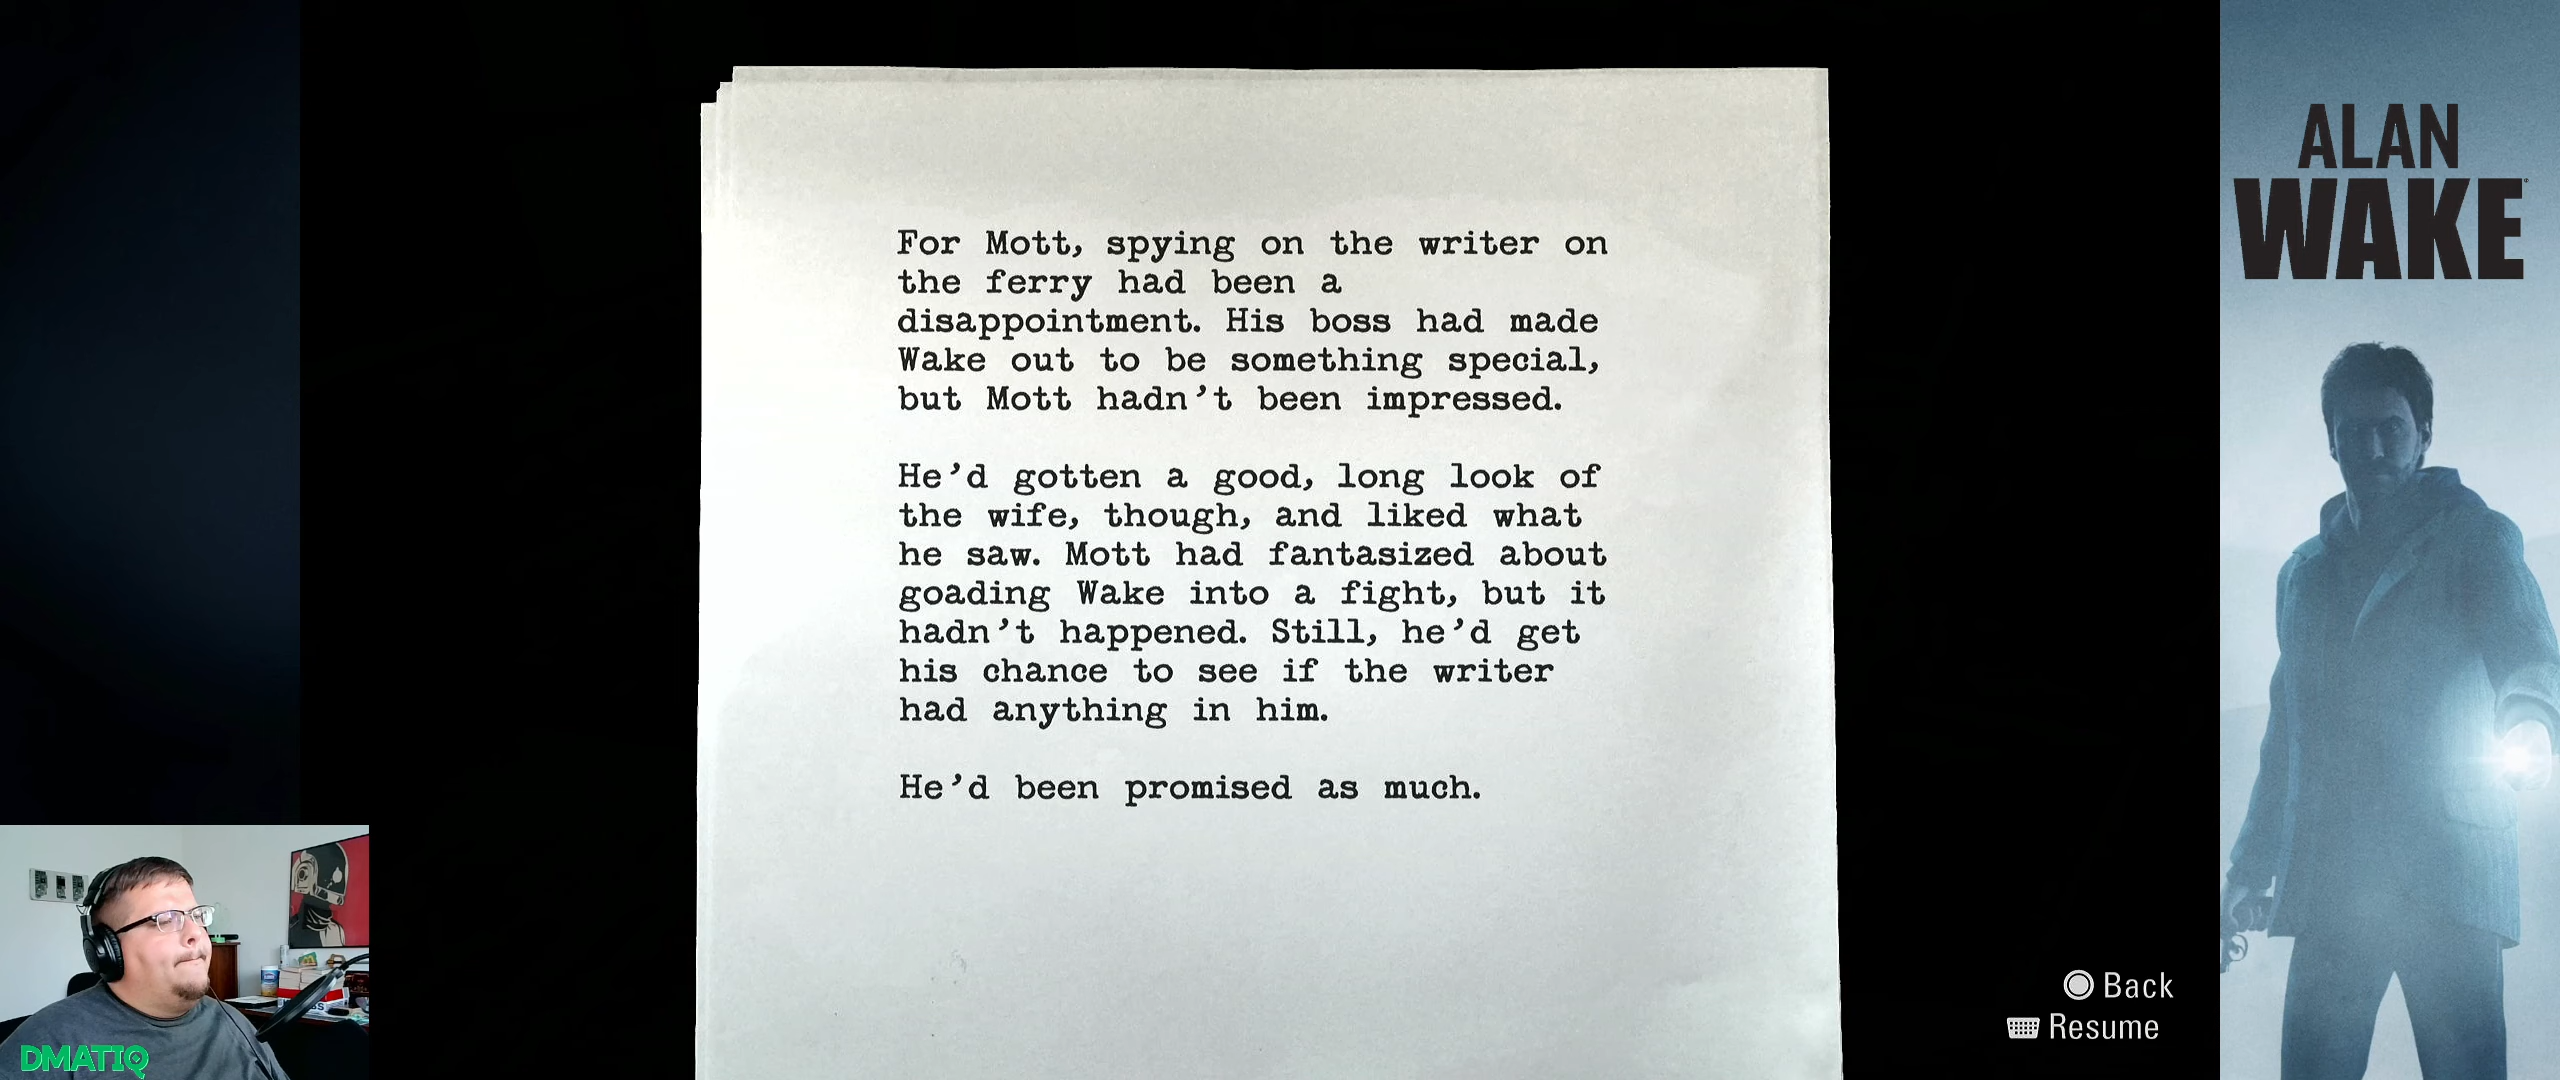 For Mott, spying on the writer on
the ferry had been a
disappointment. His boss had made
Wake out to be something special,
but Mott hadn’t been impressed.
He’d gotten a good, long look of
the wife, though, and liked what
he saw. Mott had fantasized about
goading Wake into a fight, but it
hadn’t happened. Still, he’d get
his chance to see if the writer
had anything in him.
He’d been promised as much.
ALAN
WAKE
Back
Resume
DMATIQ